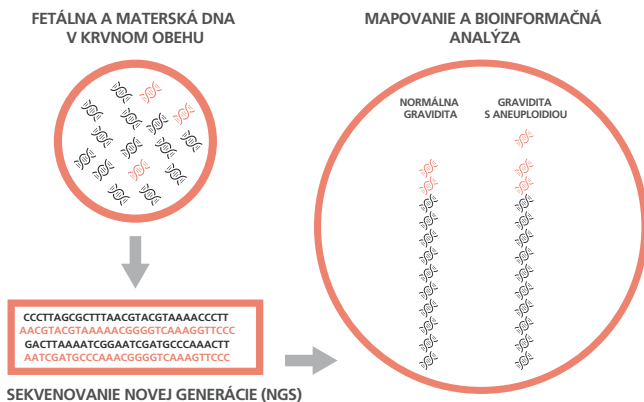 FETÁLNA A MATERSKÁ DNA
V KRVNOM OBEHU
CCCTTAGCGCTTTAACGTACGTAAAACCCTT
AACGTACGTAAAAACGGGGTCAAAGGTTCCC
GACTTAAAATCGGAATCGATGCCCAAACTT
AATCGATGCCCAAACGGGGTCAAAGTTCCC
SEKVENOVANIE NOVEJ GENERÁCIE (NGS)
MAPOVANIE A BIOINFORMAČNÁ
ANALÝZA
NORMÁLNA
GRAVIDITA
GRAVIDITA
S ANEUPLOIDIOU